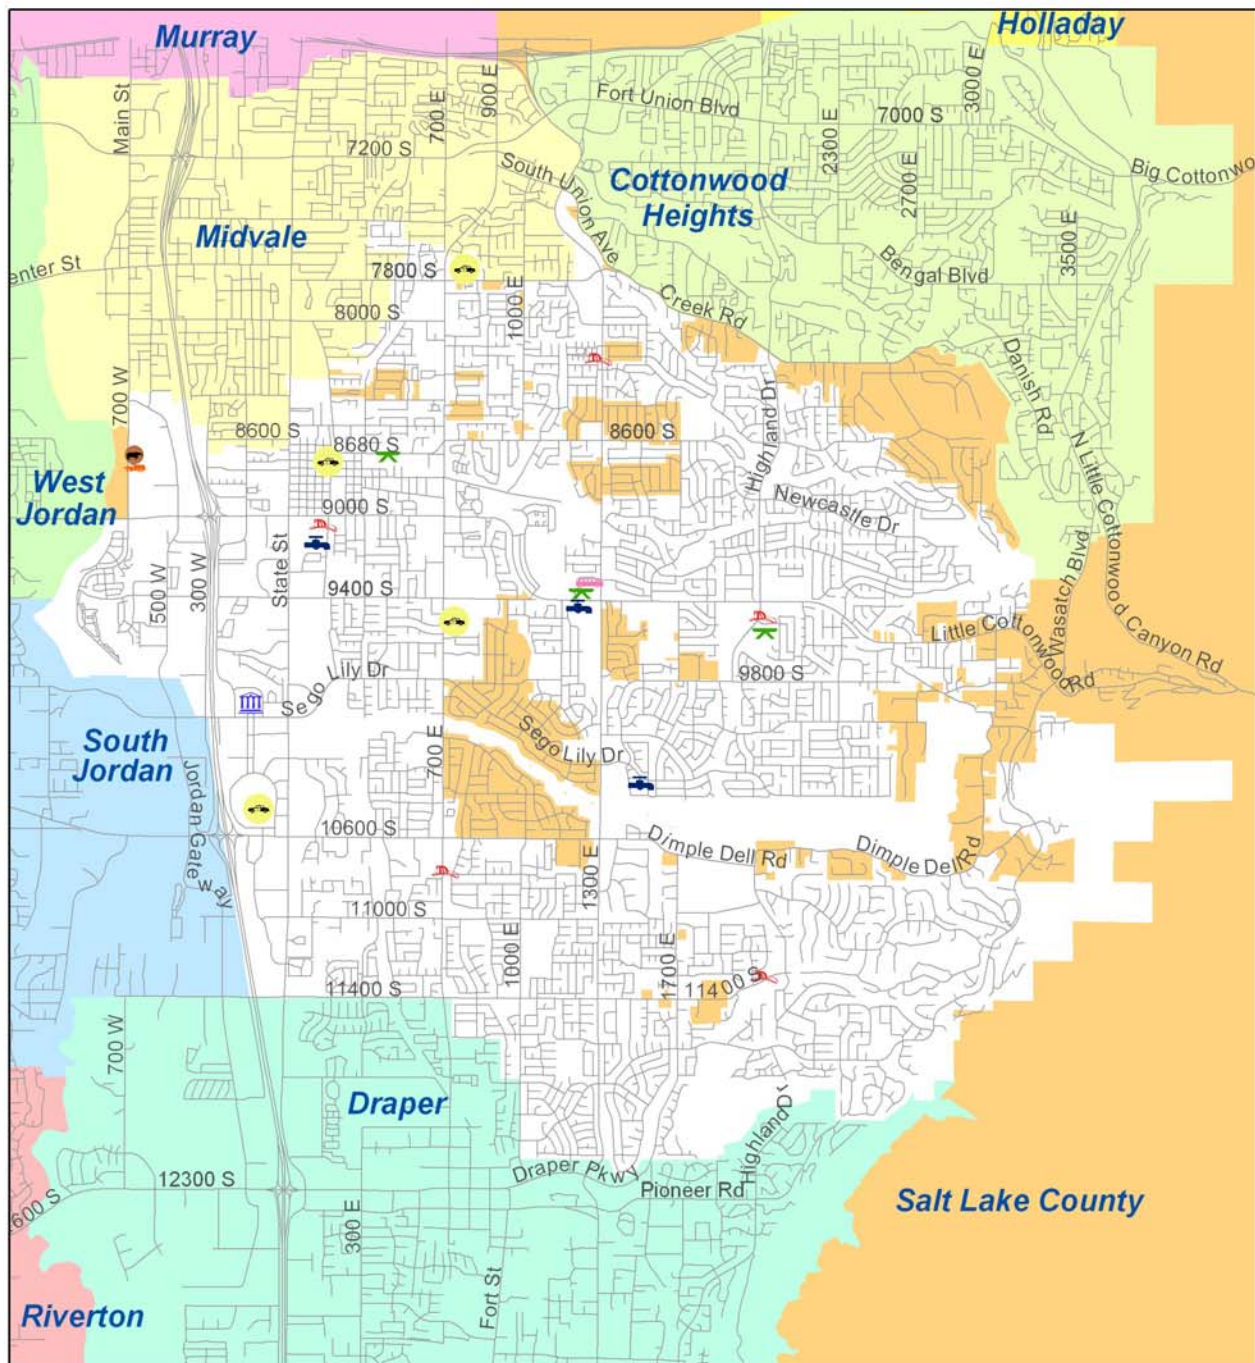 Murray
Holladay
Main St
700 E
900 E
Fort Union Blvd
3000 E
7000 S
2300 E
7200 S
South Union Ave
Cottonwood
Heights
2700 E
Big Cottonwo
Midvale
3500 E
enter St
7800 S
Bengal Blvd
1000 E
Creek Rd
8000 S
Danish Rd
700 W
Highland Dr
8600 S
8680 S
8600 S
N Little Cottonwood Canyon Rd
West
Jordan
9000 S
Newcastle Dr
500 W
300 W
State St
9400 S
Wasatch Blvd
Little Cottonwood Rd
9800 S
Sego Lily Dr
South
Jordan
700 E
Sego Lily Dr
Jordan Gateway
10600 S
Dimple Dell Rd
Dimple Dell Rd
1300 E
11000 S
1000 E
1700 E
11400 S
11400 S
700 W
Draper
Highland Dr
Draper Pkwy
12300 S
Pioneer Rd
Salt Lake County
600 S
300 E
Fort St
Riverton